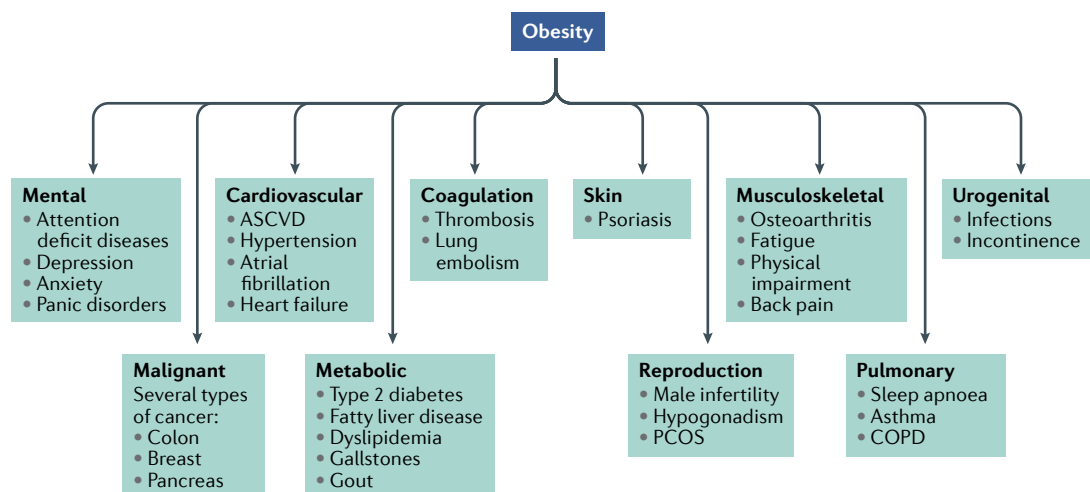 Obesity
Mental
• Attention
deficit diseases
• Depression
• Anxiety
• Panic disorders
Cardiovascular
• ASCVD
• Hypertension
• Atrial
fibrillation
• Heart failure
Coagulation
• Thrombosis
• Lung
embolism
Skin
• Psoriasis
Musculoskeletal
• Osteoarthritis
• Fatigue
• Physical
impairment
• Back pain
Urogenital
• Infections
• Incontinence
Malignant
Several types
of cancer:
• Colon
• Breast
• Pancreas
Metabolic
• Type 2 diabetes
• Fatty liver disease
• Dyslipidemia
• Gallstones
• Gout
Reproduction
• Male infertility
• Hypogonadism
• PCOS
Pulmonary
• Sleep apnoea
• Asthma
• COPD